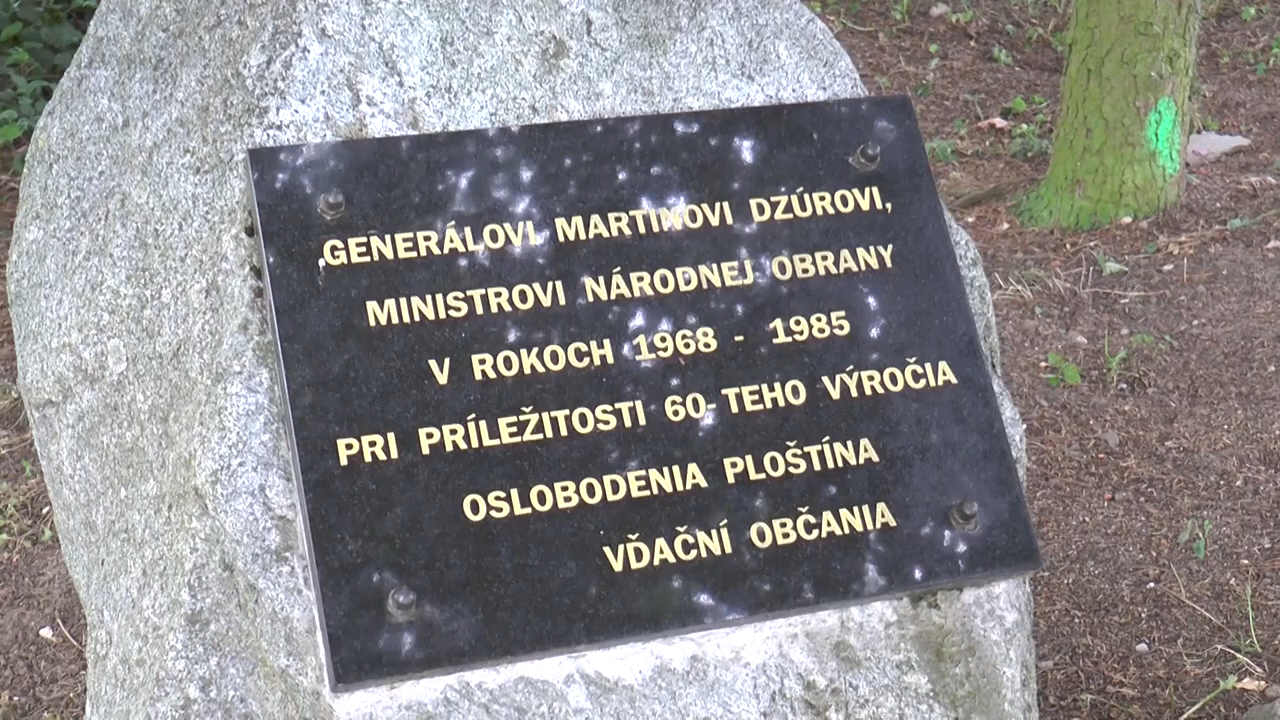 GENERÁLOVI MARTINOVI DZÚROVI,
MINISTROVI NÁRODNEJ OBRANY
V ROKOCH 1968 - 1985
PRI PRÍLEŽITOSTI 60-TEHO VÝROČIA
OSLOBODENIA PLOŠTÍNA
VĎAČNÍ OBČANIA